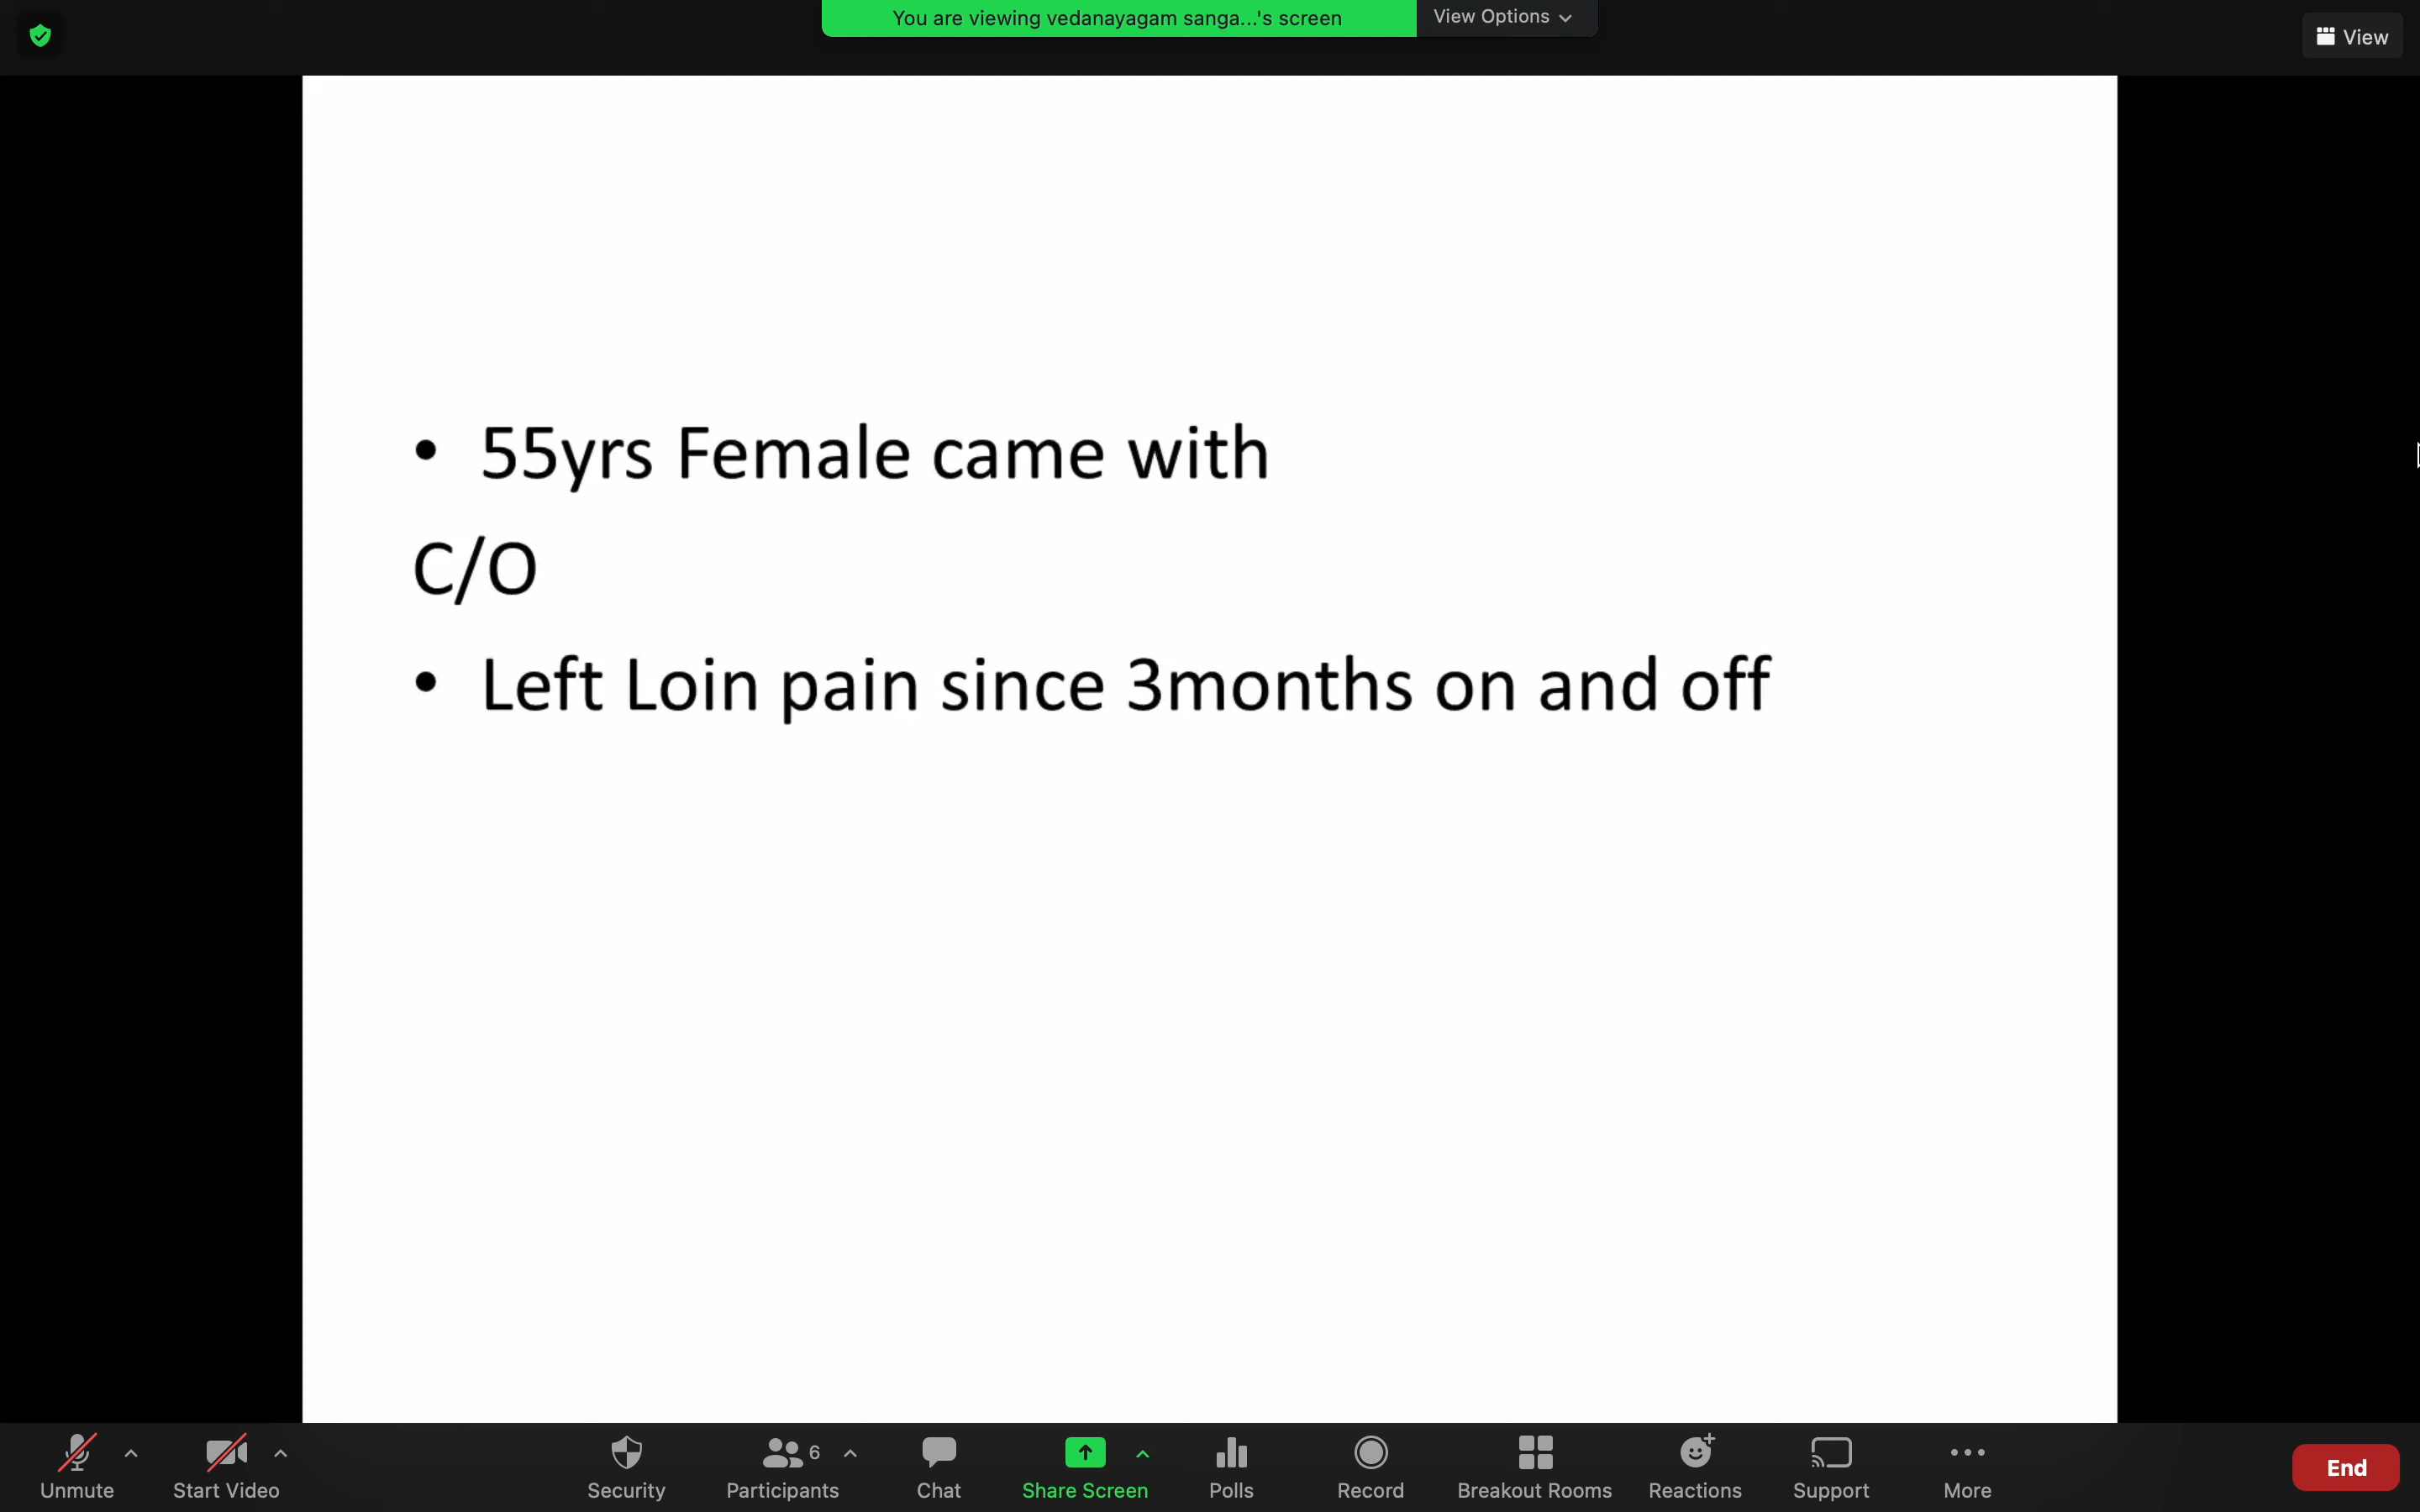 You are viewing vedanayagam sanga...'s screen
View Options
View
• 55yrs Female came with
C/O
• Left Loin pain since 3months on and off
6
Unmute
Start Video
Security
Participants
Chat
Share Screen
Polls
Record
Breakout Rooms
Reactions
Support
More
End